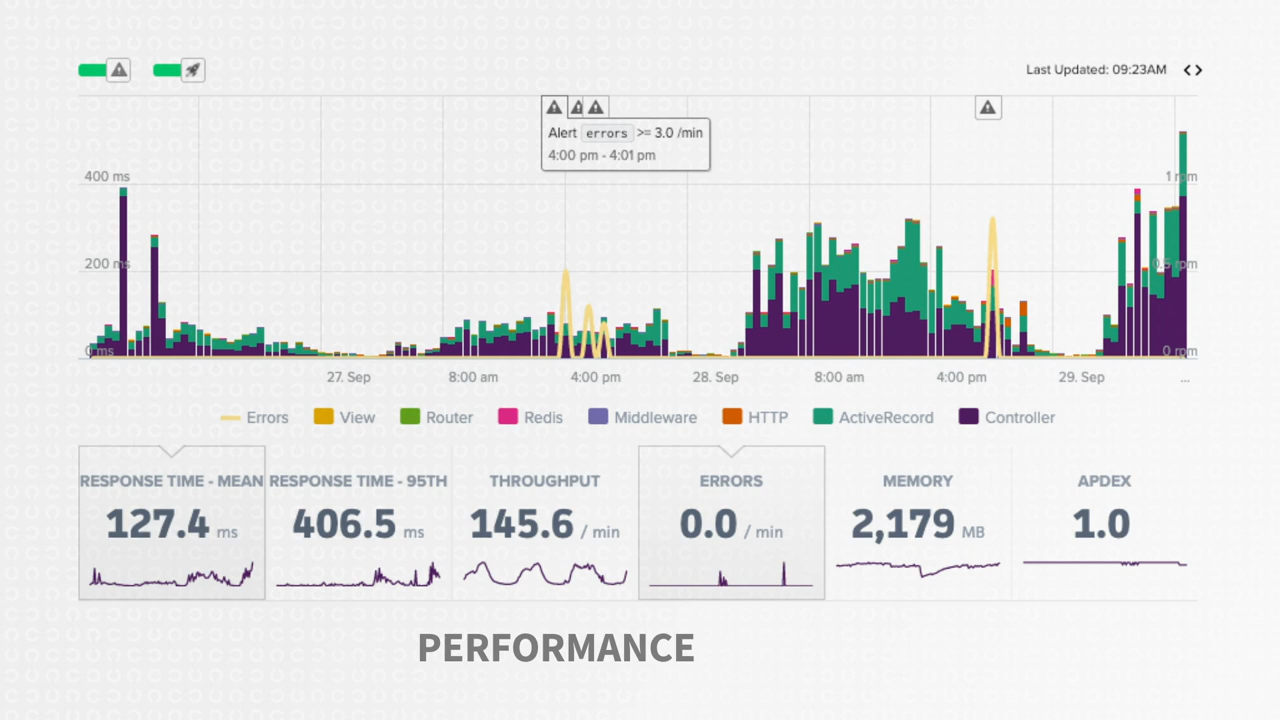 Last Updated: 09:23AM
Alert errors >= 3.0 /min
4:00 pm - 4:01 pm
400 ms 1 rpm
200 ms 0.5 rpm
0 ms 0 rpm
27. Sep 8:00 am 4:00 pm 28. Sep 8:00 am 4:00 pm 29. Sep ...
Errors View Router Redis Middleware HTTP ActiveRecord Controller
RESPONSE TIME - MEAN RESPONSE TIME - 95TH THROUGHPUT ERRORS MEMORY APDEX
127.4 ms 406.5 ms 145.6 / min 0.0 / min 2,179 MB 1.0
PERFORMANCE